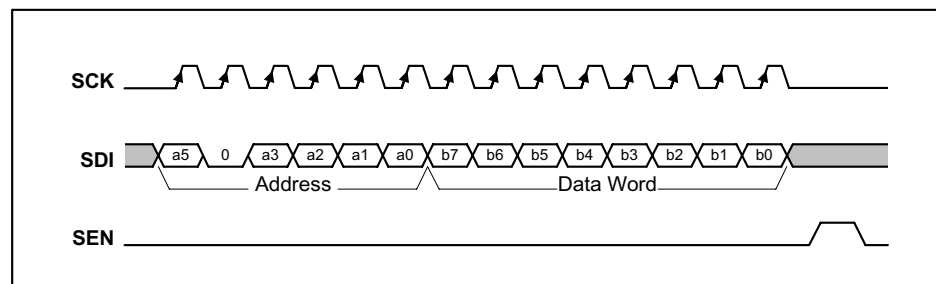 SCK
SDI a5 0 a3 a2 a1 a0 b7 b6 b5 b4 b3 b2 b1 b0
Address Data Word
SEN